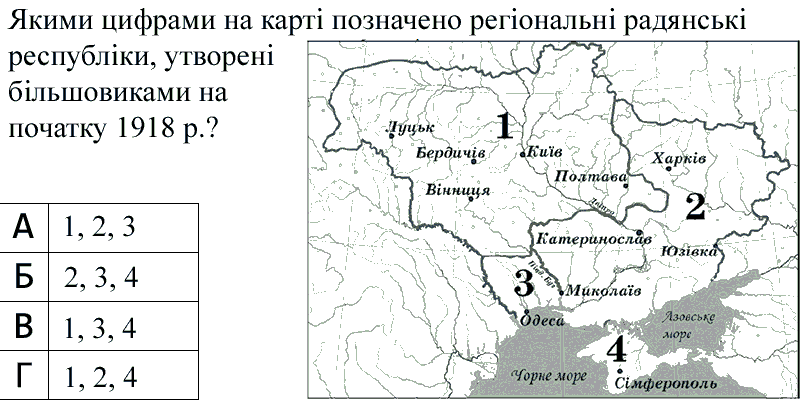 Якими цифрами на карті позначено регіональні радянські
республіки, утворені
більшовиками на
початку 1918 р.?
А 1, 2, 3
Б 2, 3, 4
В 1, 3, 4
Г 1, 2, 4
1
Луцьк
Бердичів
Київ
Харків
Полтава
Вінниця
Дніпро
2
Катеринослав
Юзівка
3
Півд. Буг
Миколаїв
Одеса
Азовське
море
4
Чорне море
Сімферополь